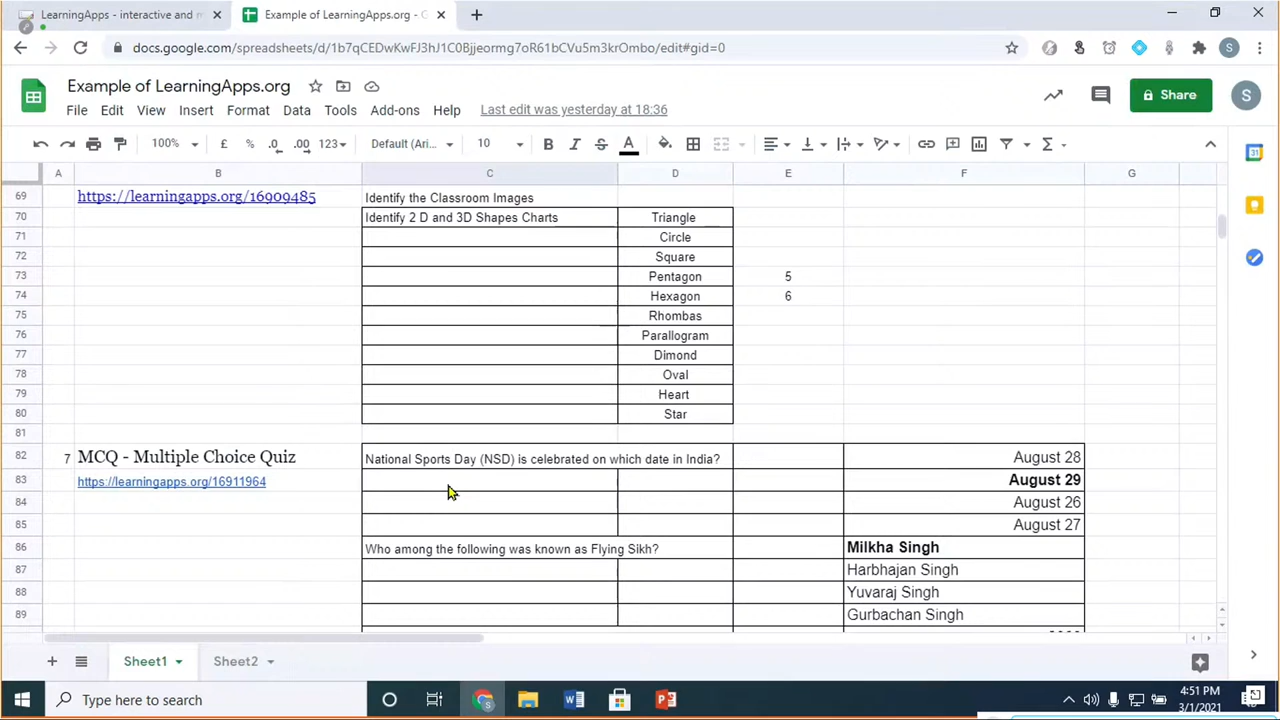 LearningApps - interactive and m
Example of LearningApps.org - G
docs.google.com/spreadsheets/d/1b7qCEDwKwFJ3hJ1C0Bjjeormg7oR61bCVu5m3krOmbo/edit#gid=0
S
Example of LearningApps.org
File Edit View Insert Format Data Tools Add-ons Help Last edit was yesterday at 18:36
Share
S
100% £ % .0 .00 123 Default (Ari... 10 B I S A
A B C D E F G
69 https://learningapps.org/16909485 Identify the Classroom Images
70 Identify 2 D and 3D Shapes Charts Triangle
71 Circle
72 Square
73 Pentagon 5
74 Hexagon 6
75 Rhombas
76 Parallogram
77 Dimond
78 Oval
79 Heart
80 Star
81
82 7 MCQ - Multiple Choice Quiz National Sports Day (NSD) is celebrated on which date in India? August 28
83 https://learningapps.org/16911964 August 29
84 August 26
85 August 27
86 Who among the following was known as Flying Sikh? Milkha Singh
87 Harbhajan Singh
88 Yuvaraj Singh
89 Gurbachan Singh
Sheet1 Sheet2
Type here to search
4:51 PM
3/1/2021